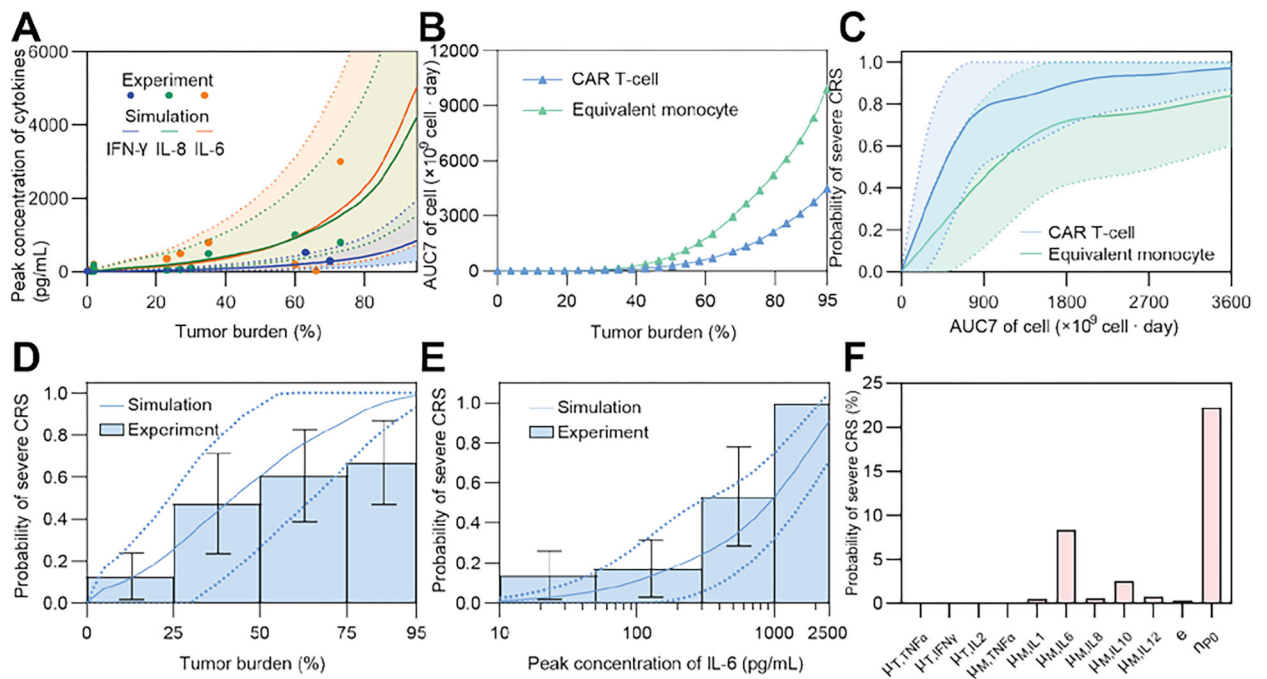 A
Peak concentration of cytokines
(pg/mL)
6000
4000
2000
0
Experiment
Simulation
IFN-γ IL-8 IL-6
0 20 40 60 80
Tumor burden (%)
B
AUC7 of cell (×10⁹ cell · day)
12000
9000
6000
3000
0
CAR T-cell
Equivalent monocyte
0 20 40 60 80 95
Tumor burden (%)
C
Probability of severe CRS
1.0
0.8
0.6
0.4
0.2
0.0
CAR T-cell
Equivalent monocyte
0 900 1800 2700 3600
AUC7 of cell (×10⁹ cell · day)
D
Probability of severe CRS
1.0
0.8
0.6
0.4
0.2
0.0
Simulation
Experiment
0 25 50 75 95
Tumor burden (%)
E
Probability of severe CRS
1.0
0.8
0.6
0.4
0.2
0.0
Simulation
Experiment
10 100 1000 2500
Peak concentration of IL-6 (pg/mL)
F
Probability of severe CRS (%)
25
20
15
10
5
0
μT,TNFα
μT,IFNγ
μT,IL2
μM,TNFα
μM,IL1
μM,IL6
μM,IL8
μM,IL10
μM,IL12
e
nP0